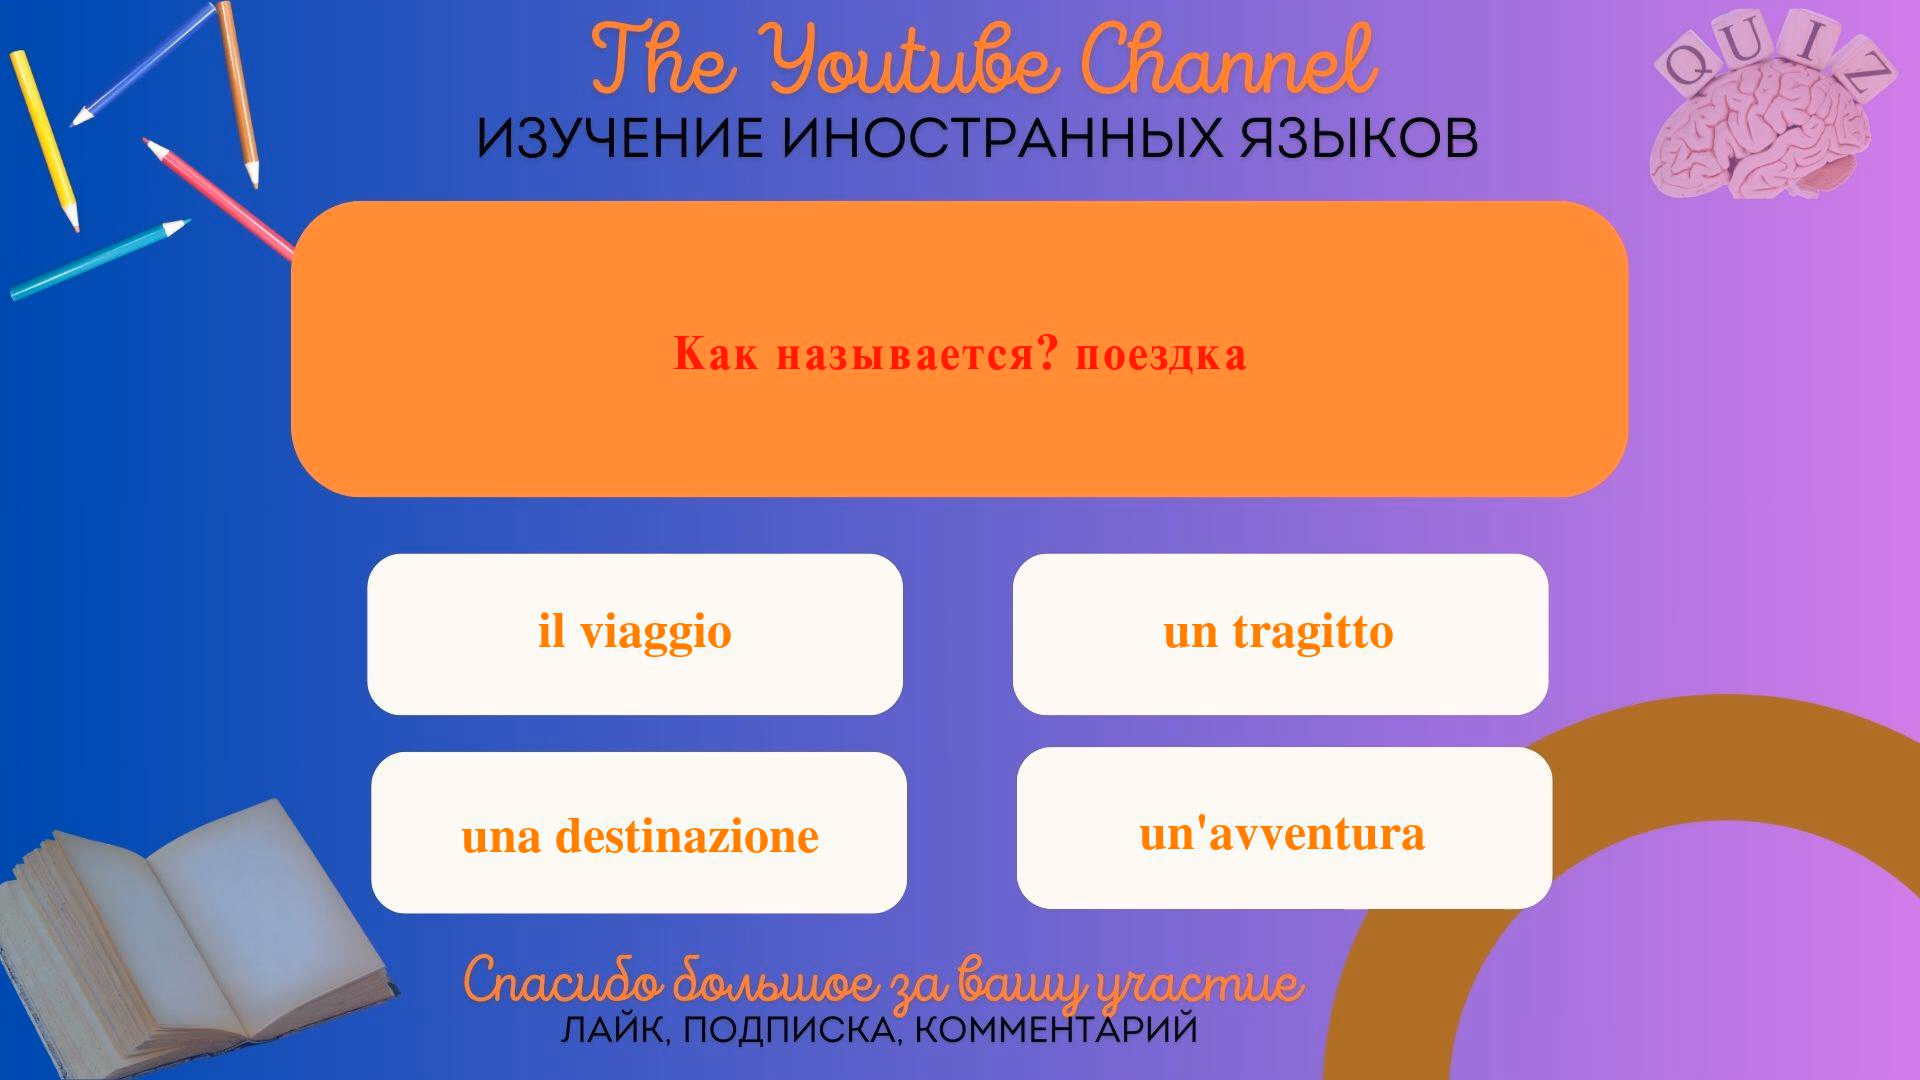 The Youtube Channel
QUIZ
ИЗУЧЕНИЕ ИНОСТРАННЫХ ЯЗЫКОВ
Как называется? поездка
il viaggio
un tragitto
una destinazione
un'avventura
Спасибо большое за вашу участие
ЛАЙК, ПОДПИСКА, КОММЕНТАРИЙ